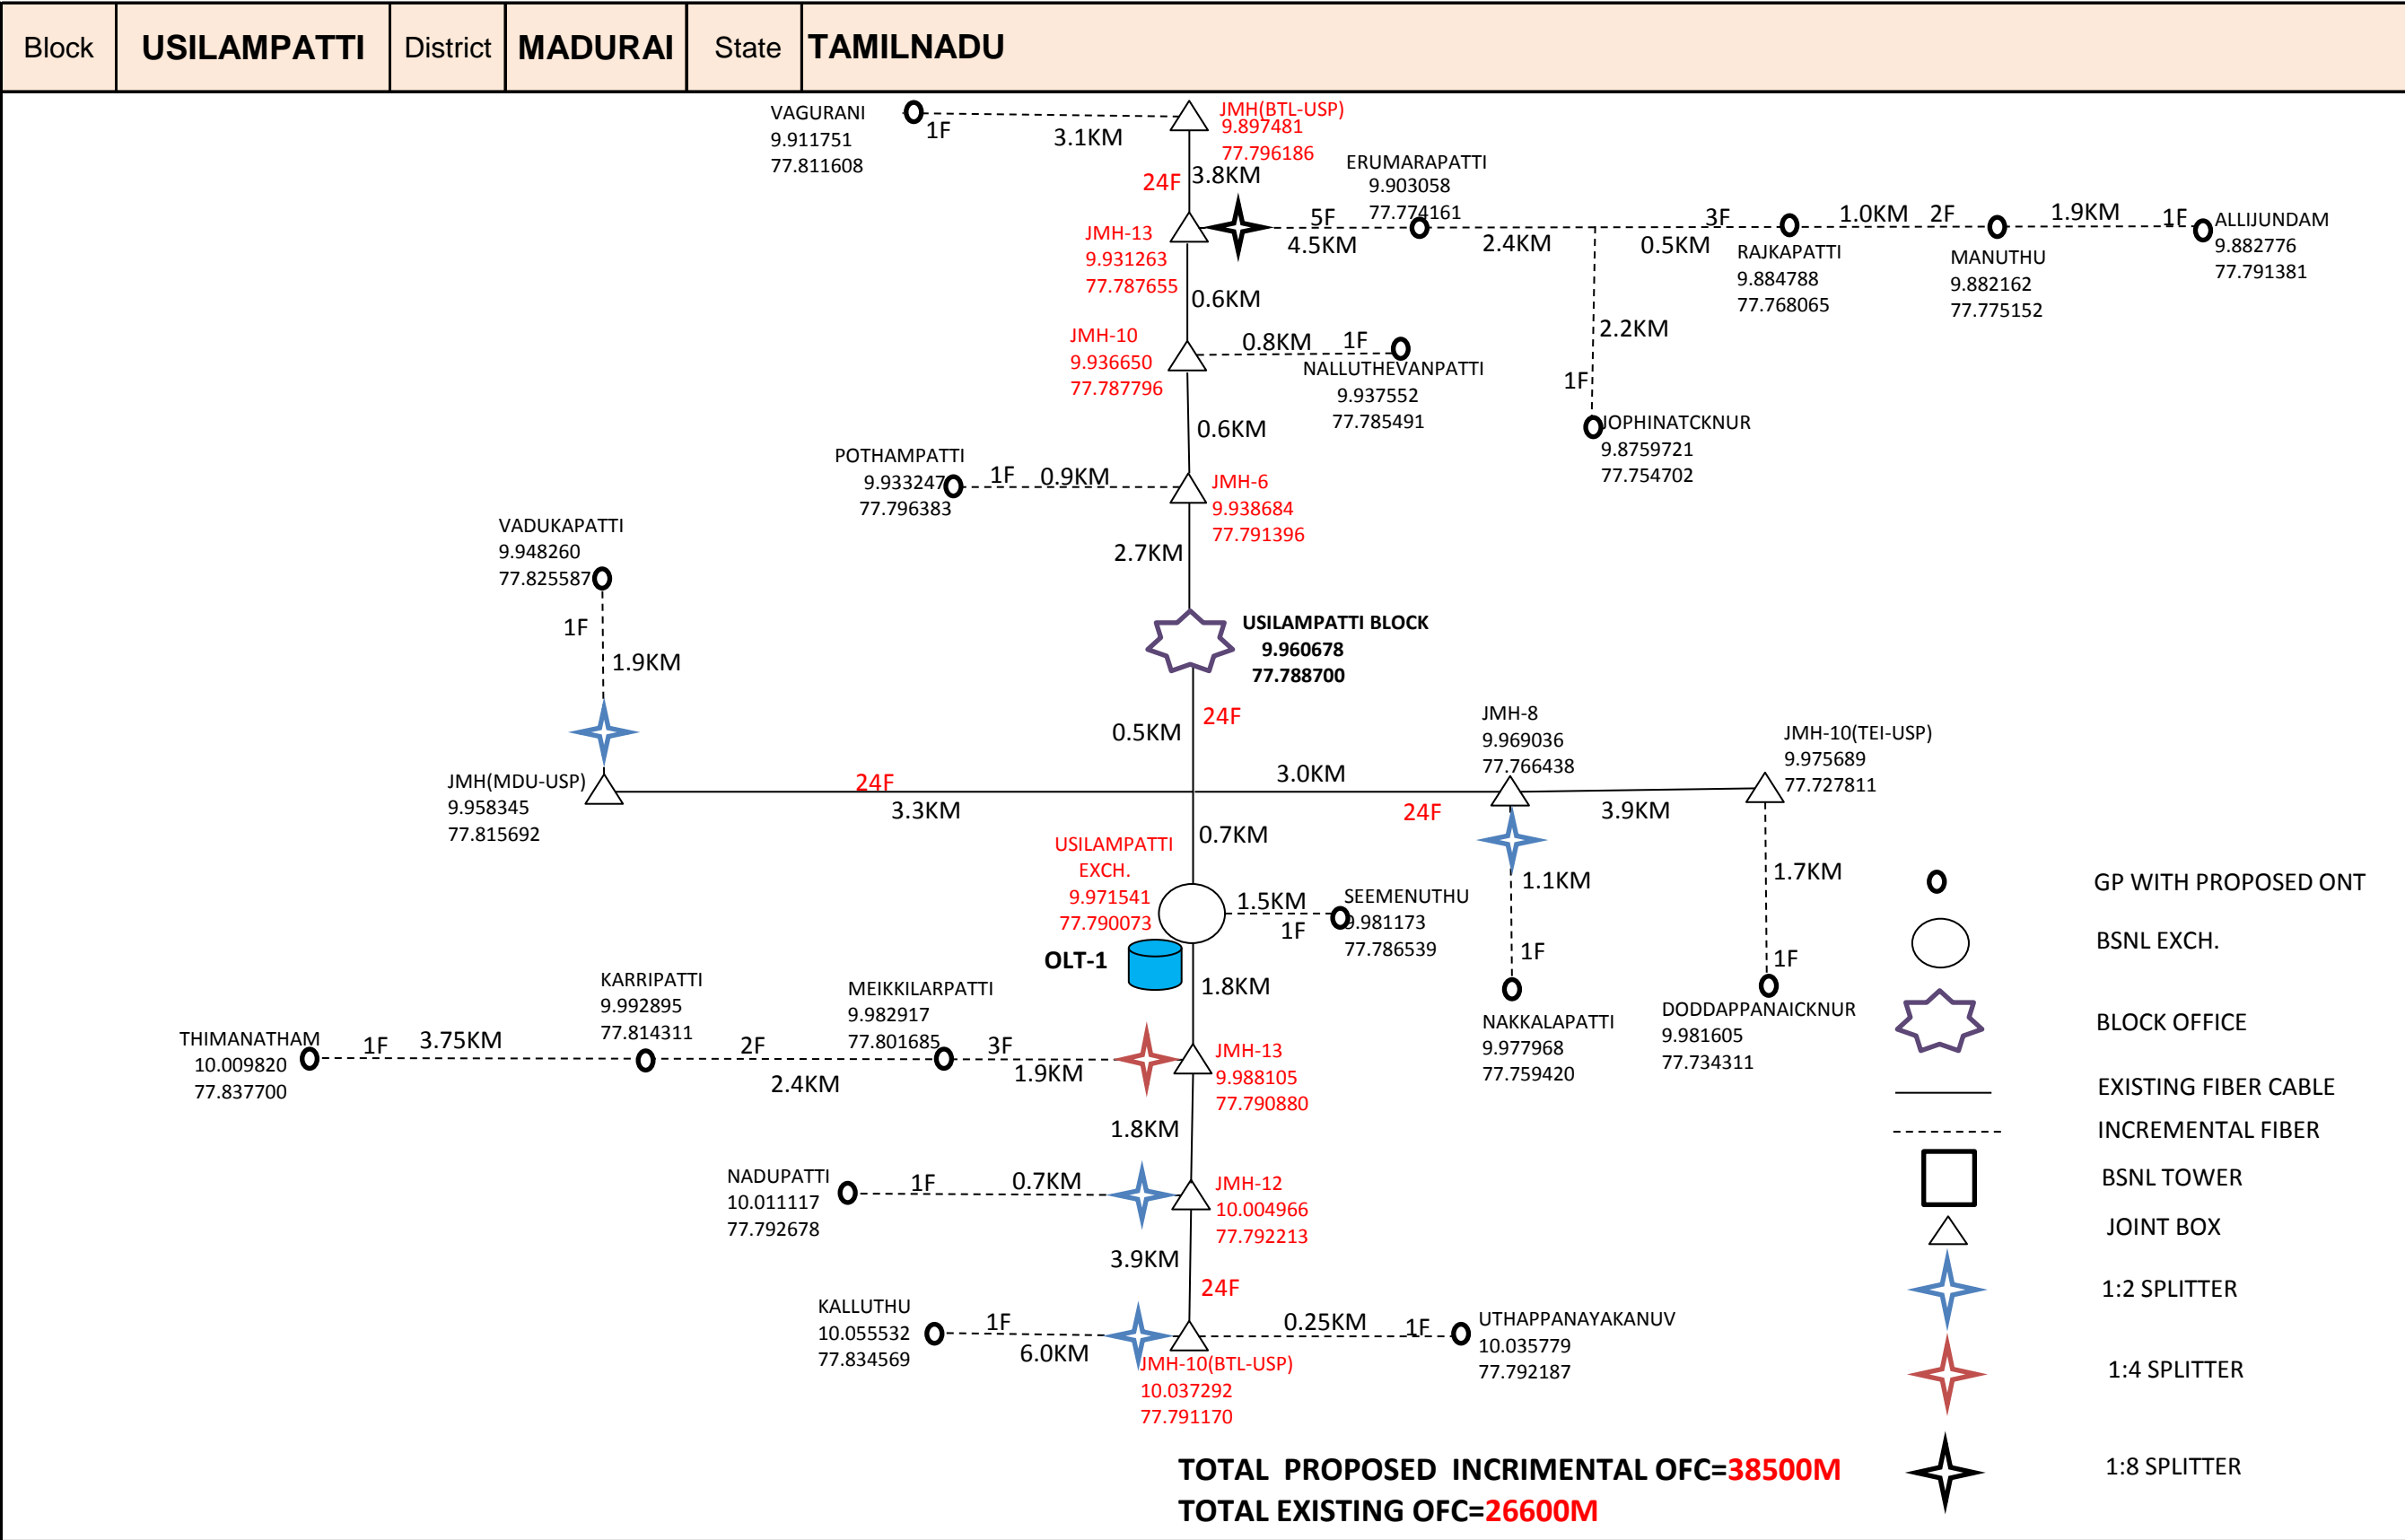 Block USILAMPATTI District MADURAI State TAMILNADU
VAGURANI
9.911751
77.811608
1F
3.1KM
JMH(BTL-USP)
9.897481
77.796186
24F
3.8KM
ERUMARAPATTI
9.903058
77.774161
5F
4.5KM
2.4KM
3F
0.5KM
1.0KM
2F
1.9KM
1F
ALLIJUNDAM
9.882776
77.791381
RAJKAPATTI
9.884788
77.768065
MANUTHU
9.882162
77.775152
JMH-13
9.931263
77.787655
0.6KM
2.2KM
1F
JOPHINATCKNUR
9.8759721
77.754702
JMH-10
9.936650
77.787796
0.8KM
1F
NALLUTHEVANPATTI
9.937552
77.785491
0.6KM
POTHAMPATTI
9.933247
77.796383
1F
0.9KM
JMH-6
9.938684
77.791396
2.7KM
VADUKAPATTI
9.948260
77.825587
1F
1.9KM
USILAMPATTI BLOCK
9.960678
77.788700
24F
0.5KM
JMH(MDU-USP)
9.958345
77.815692
24F
3.3KM
3.0KM
24F
JMH-8
9.969036
77.766438
3.9KM
JMH-10(TEI-USP)
9.975689
77.727811
0.7KM
USILAMPATTI
EXCH.
9.971541
77.790073
OLT-1
1.5KM
1F
SEEMENUTHU
9.981173
77.786539
1.1KM
1F
NAKKALAPATTI
9.977968
77.759420
1.7KM
1F
DODDAPPANAICKNUR
9.981605
77.734311
1.8KM
THIMANATHAM
10.009820
77.837700
1F
3.75KM
KARRIPATTI
9.992895
77.814311
2F
2.4KM
MEIKKILARPATTI
9.982917
77.801685
3F
1.9KM
JMH-13
9.988105
77.790880
1.8KM
NADUPATTI
10.011117
77.792678
1F
0.7KM
JMH-12
10.004966
77.792213
3.9KM
24F
KALLUTHU
10.055532
77.834569
1F
6.0KM
JMH-10(BTL-USP)
10.037292
77.791170
0.25KM
1F
UTHAPPANAYAKANUV
10.035779
77.792187
GP WITH PROPOSED ONT
BSNL EXCH.
BLOCK OFFICE
EXISTING FIBER CABLE
INCREMENTAL FIBER
BSNL TOWER
JOINT BOX
1:2 SPLITTER
1:4 SPLITTER
1:8 SPLITTER
TOTAL PROPOSED INCRIMENTAL OFC=38500M
TOTAL EXISTING OFC=26600M